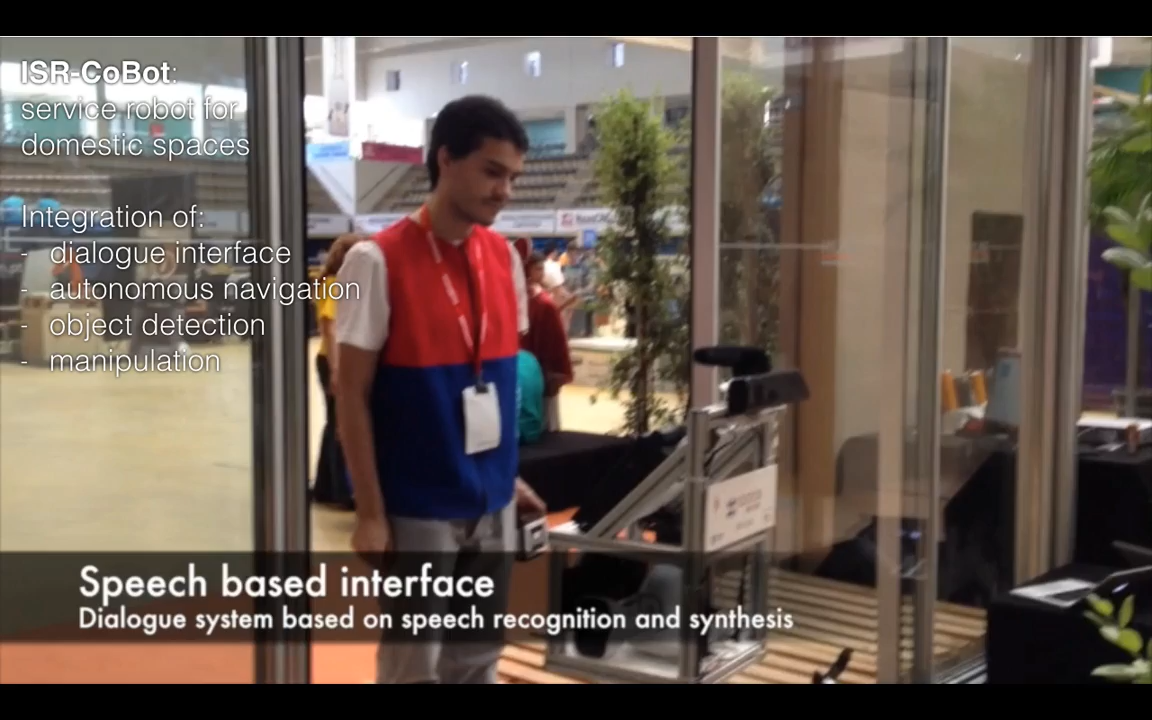 ISR-CoBot:
service robot for
domestic spaces
Integration of:
- dialogue interface
- autonomous navigation
- object detection
- manipulation
Speech based interface
Dialogue system based on speech recognition and synthesis